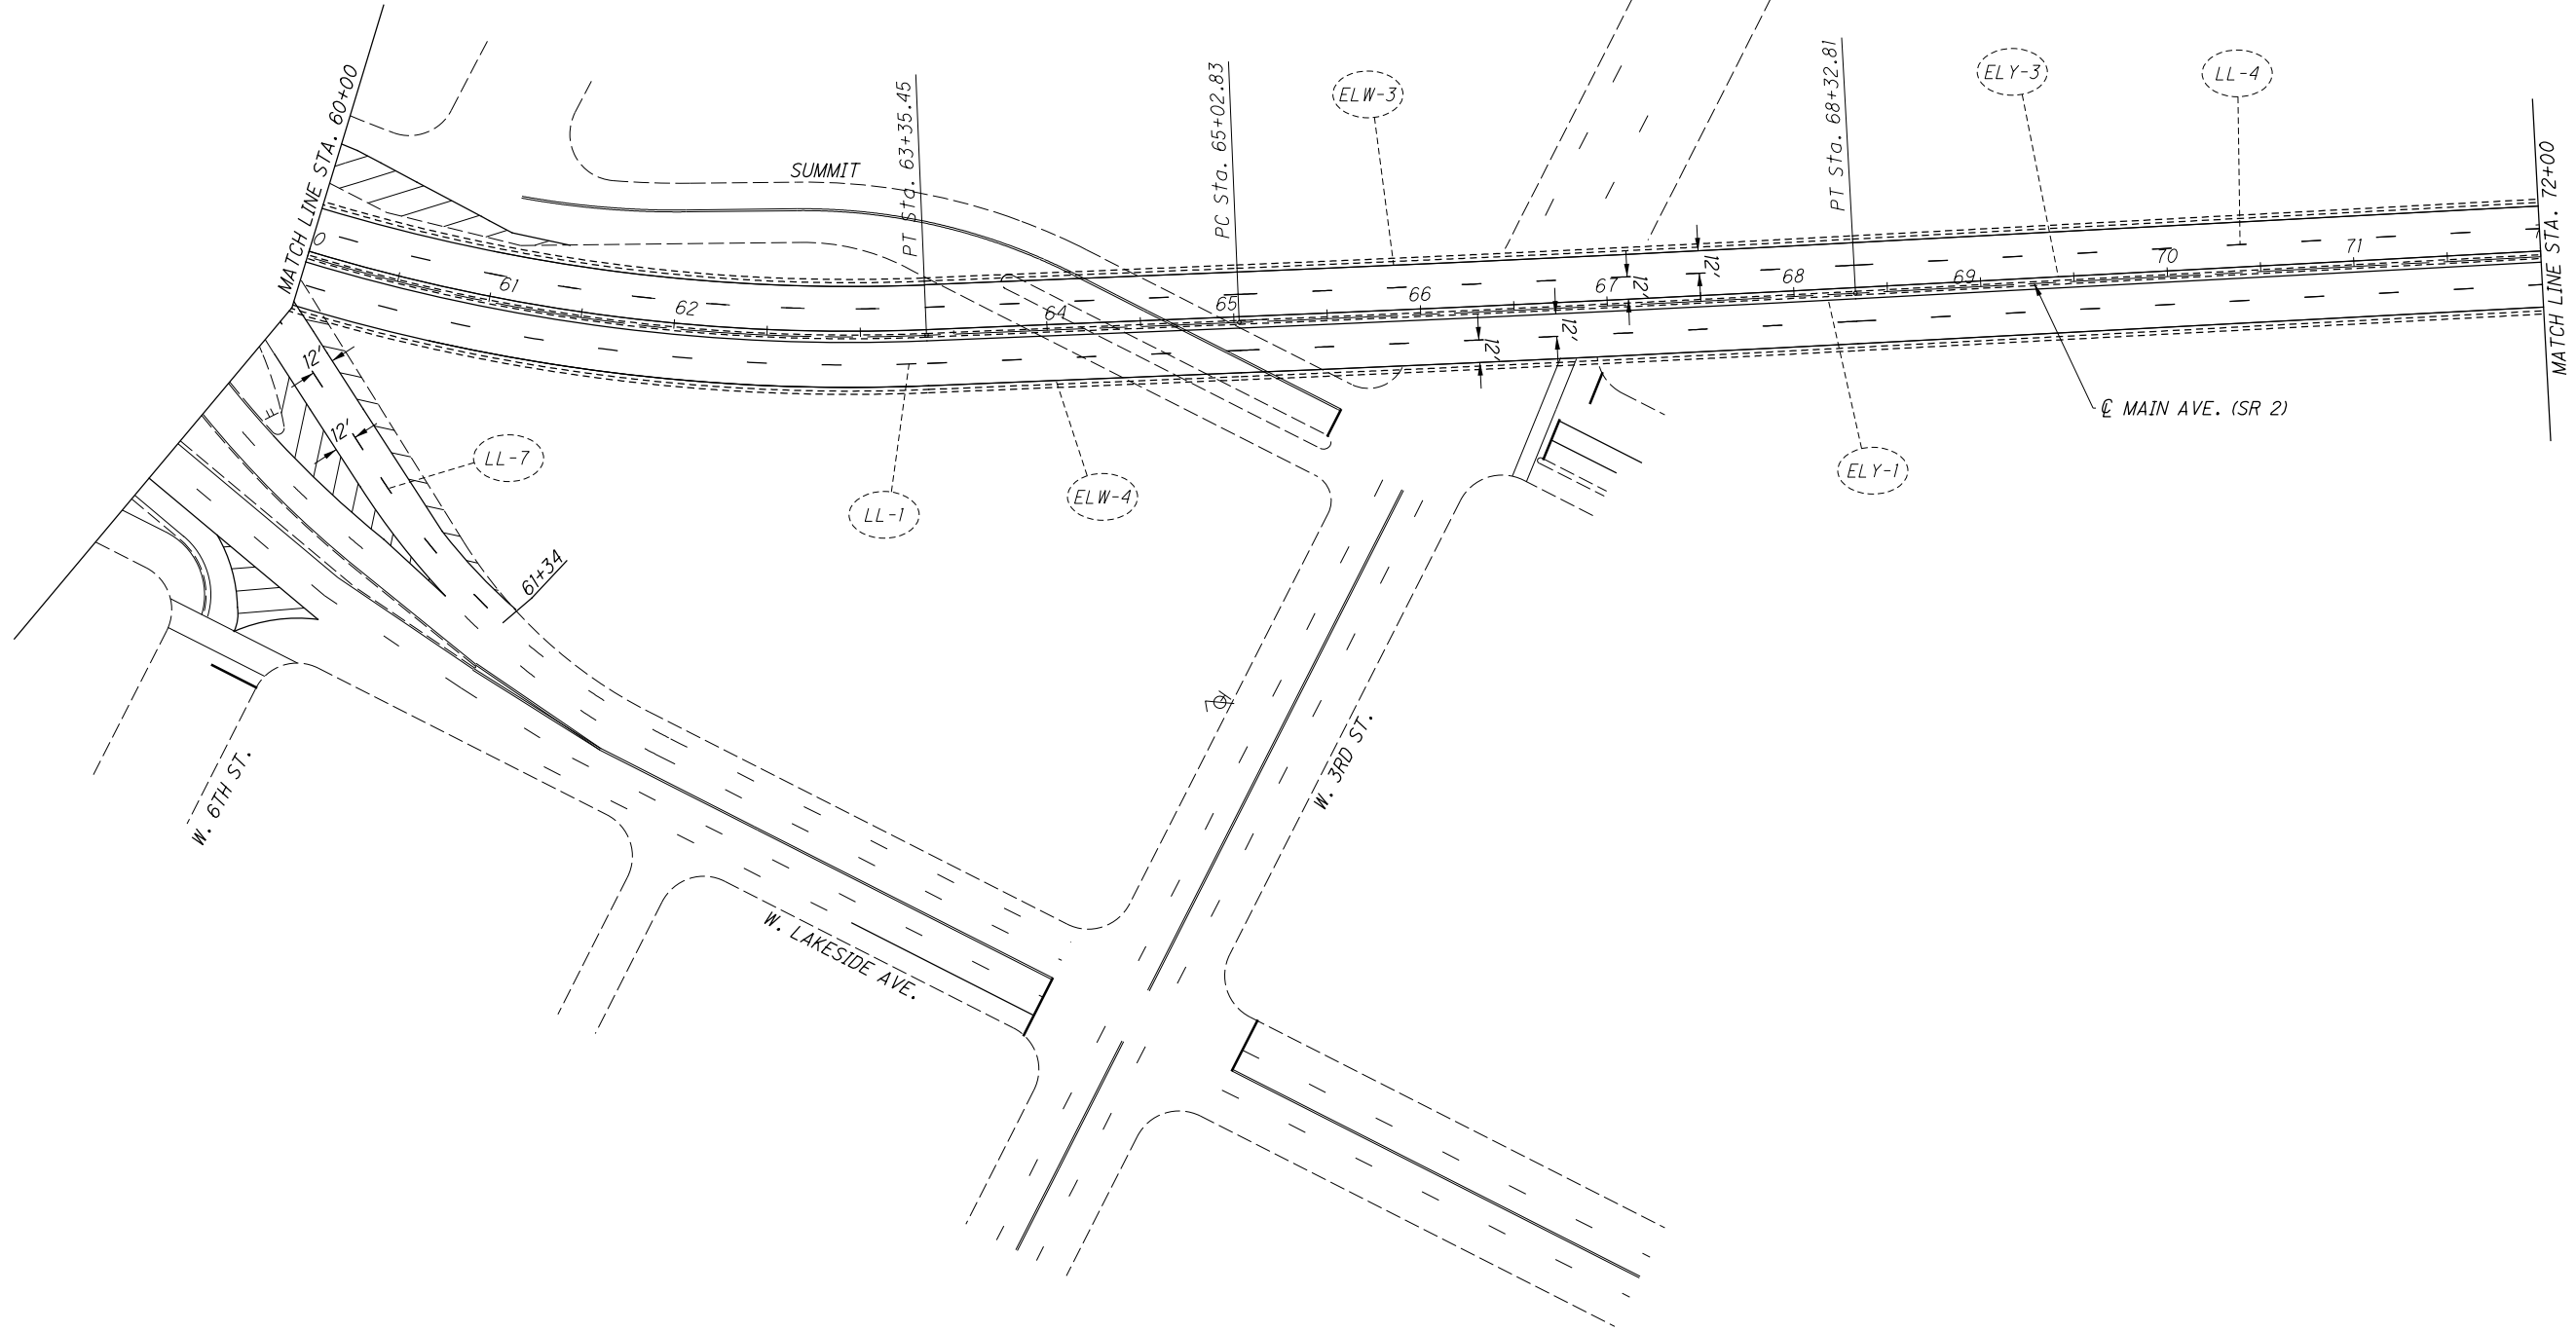 MATCH LINE STA. 60+00
SUMMIT
PT Sta. 63+35.45
PC Sta. 65+02.83
ELW-3
PT Sta. 68+32.81
ELY-3
LL-4
MATCH LINE STA. 72+00
0
61
62
64
65
66
67
68
69
70
71
12'
12'
12'
12'
12'
12'
LL-7
LL-1
ELW-4
ELY-1
℄ MAIN AVE. (SR 2)
61+34
W. 6TH ST.
W. 3RD ST.
W. LAKESIDE AVE.